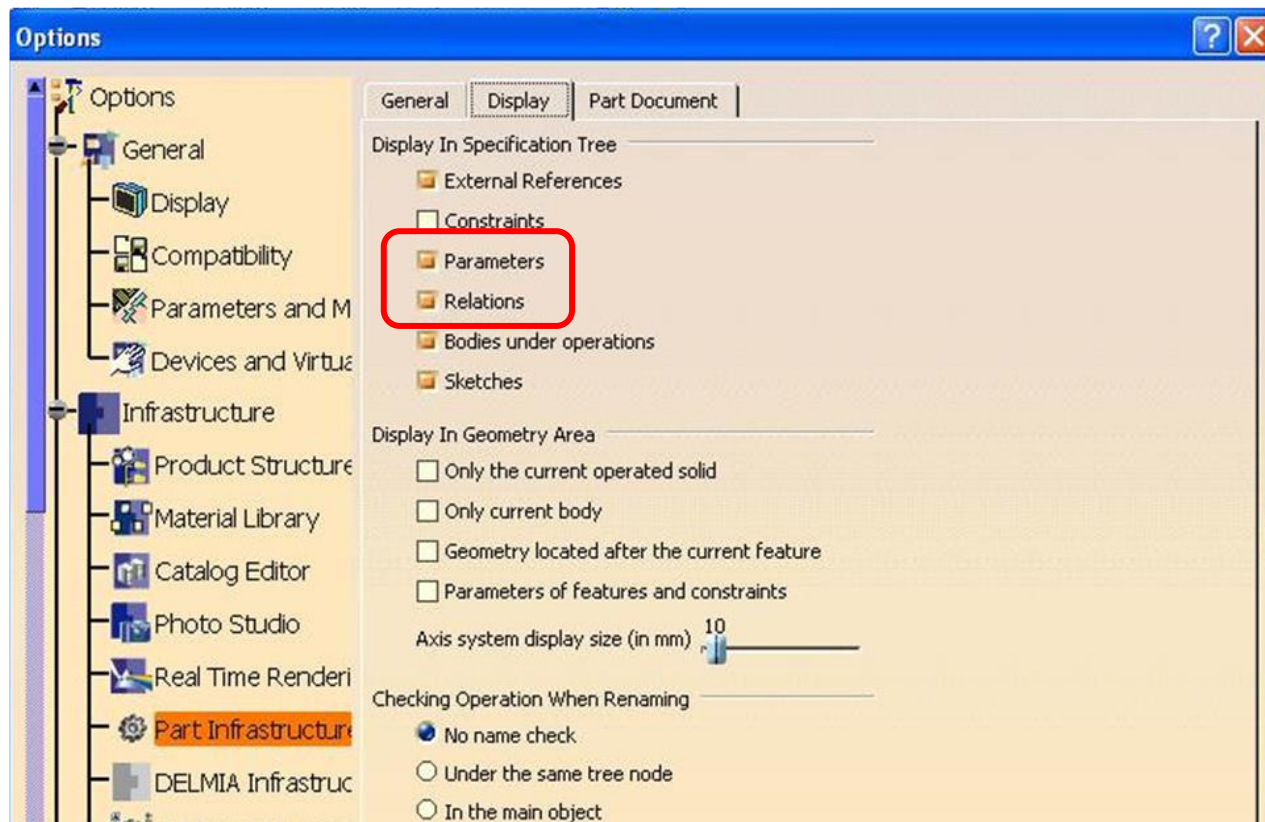 Options
Options
General
Display
Compatibility
Parameters and M
Devices and Virtua
Infrastructure
Product Structure
Material Library
Catalog Editor
Photo Studio
Real Time Renderi
Part Infrastructure
DELMIA Infrastruc
General Display Part Document
Display In Specification Tree
External References
Constraints
Parameters
Relations
Bodies under operations
Sketches
Display In Geometry Area
Only the current operated solid
Only current body
Geometry located after the current feature
Parameters of features and constraints
Axis system display size (in mm) 10
Checking Operation When Renaming
No name check
Under the same tree node
In the main object